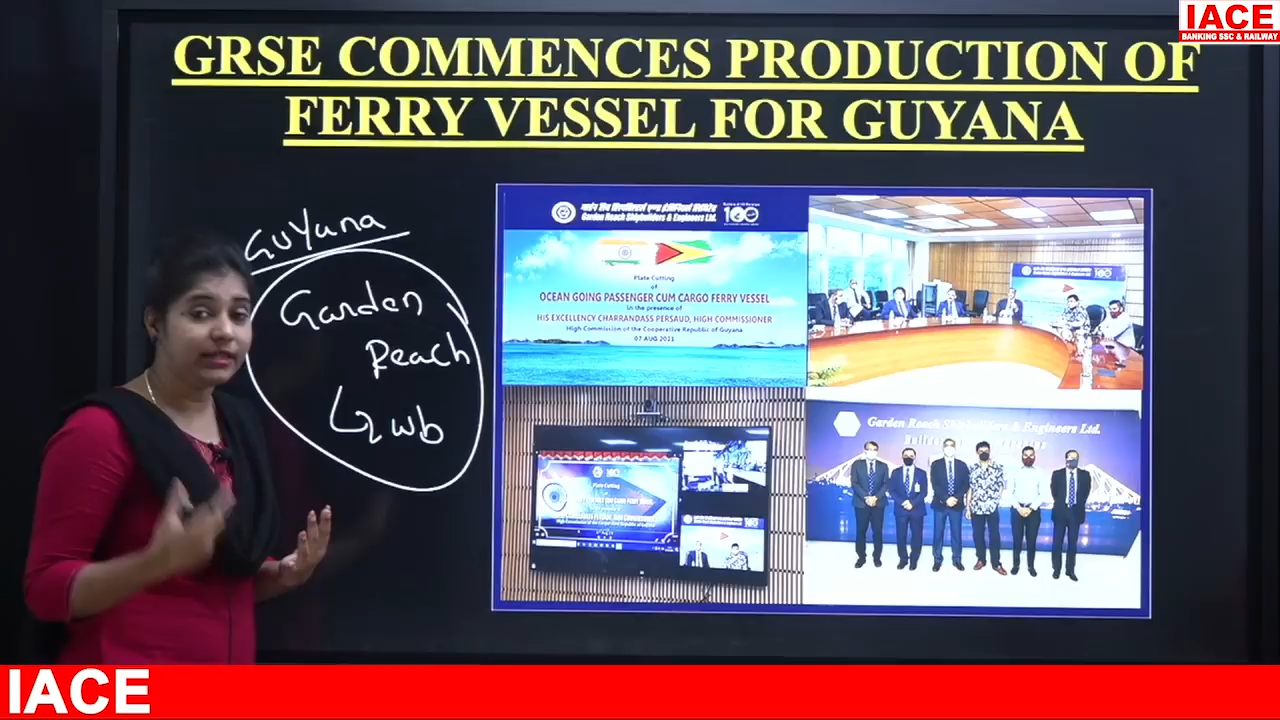 IACE
BANKING SSC & RAILWAY
GRSE COMMENCES PRODUCTION OF
FERRY VESSEL FOR GUYANA
GuYana
Garden
Reach
wb
Garden Reach Shipbuilders & Engineers Ltd.
100
Plate Cutting
of
OCEAN GOING PASSENGER CUM CARGO FERRY VESSEL
In the presence of
HIS EXCELLENCY CHARRANDASS PERSAUD, HIGH COMMISSIONER
High Commission of the Cooperative Republic of Guyana
07 AUG 2021
100
Plate Cutting
Garden Reach Shipbuilders & Engineers Ltd.
IACE